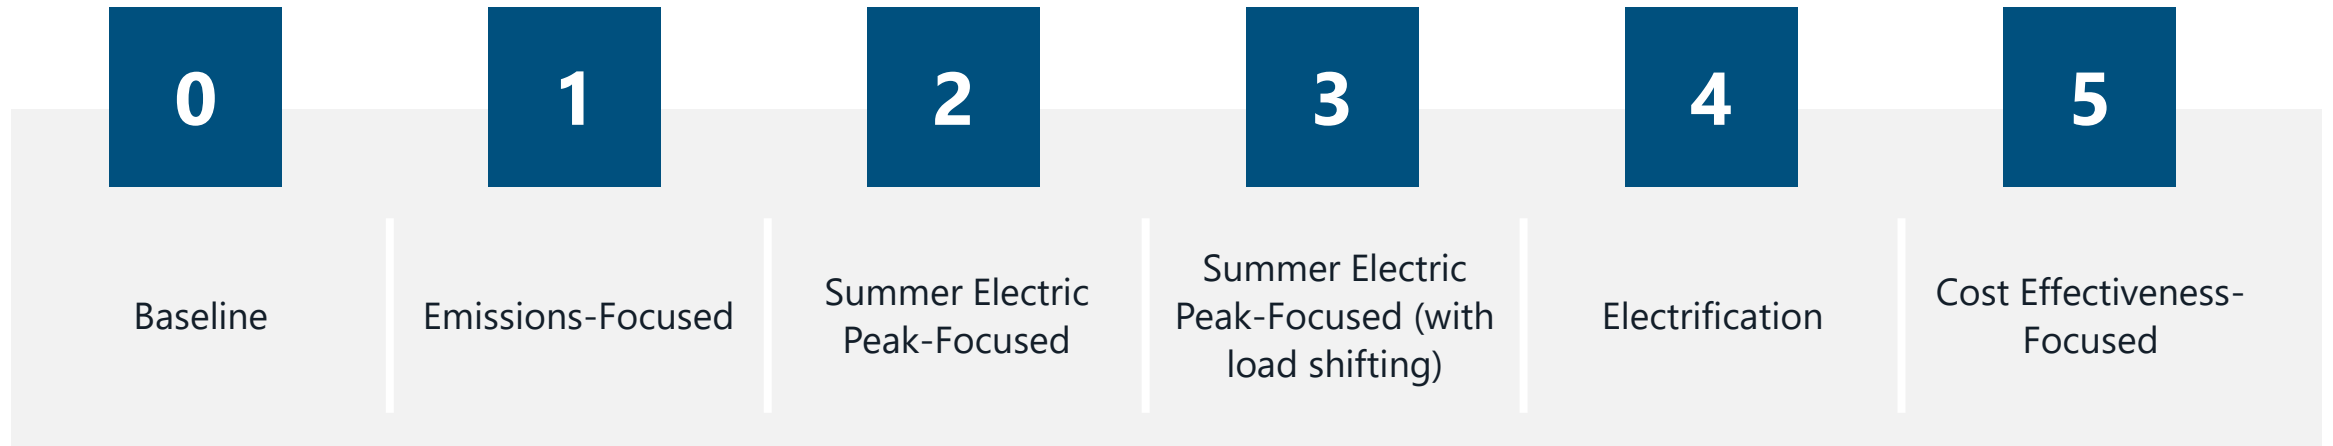 0
Baseline
1
Emissions-Focused
2
Summer Electric
Peak-Focused
3
Summer Electric
Peak-Focused (with
load shifting)
4
Electrification
5
Cost Effectiveness-
Focused